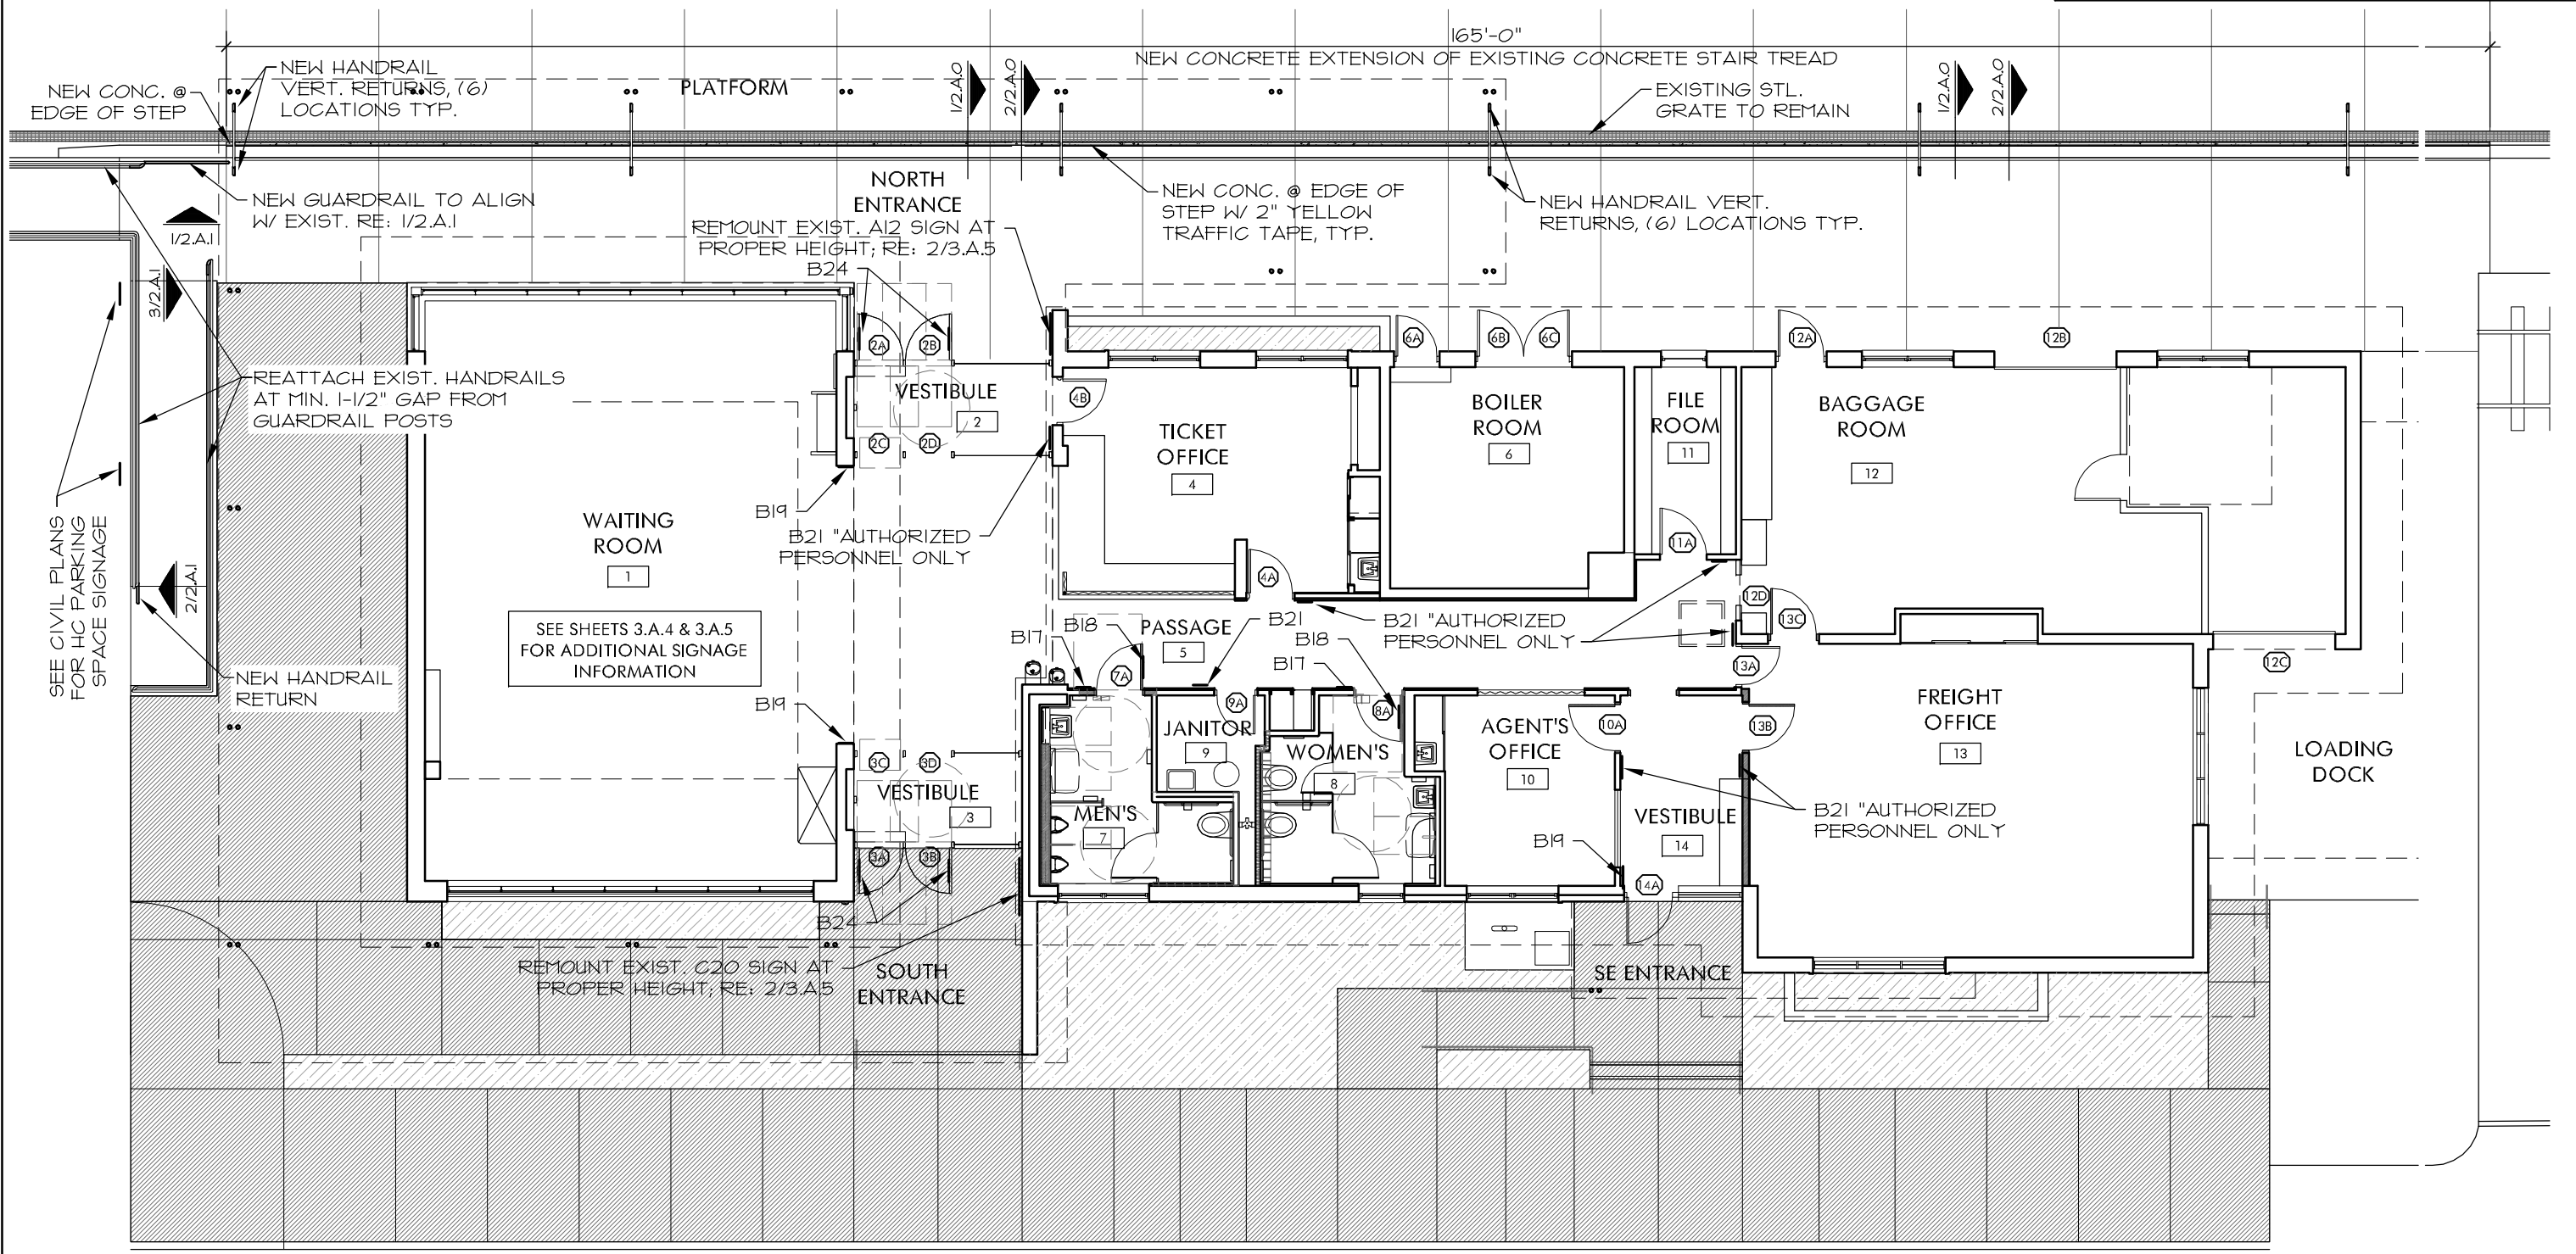 165'-0"
NEW CONCRETE EXTENSION OF EXISTING CONCRETE STAIR TREAD
NEW CONC. @
EDGE OF STEP
NEW HANDRAIL
VERT. RETURNS, (6)
LOCATIONS TYP.
PLATFORM
1/2.A.0
2/2.A.0
EXISTING STL.
GRATE TO REMAIN
1/2.A.0
2/2.A.0
NEW GUARDRAIL TO ALIGN
W/ EXIST. RE: 1/2.A.1
1/2.A.1
3/2.A.1
NORTH
ENTRANCE
REMOUNT EXIST. A12 SIGN AT
PROPER HEIGHT; RE: 2/3.A.5
B24
NEW CONC. @ EDGE OF
STEP W/ 2" YELLOW
TRAFFIC TAPE, TYP.
NEW HANDRAIL VERT.
RETURNS, (6) LOCATIONS TYP.
2A
2B
6A
6B
6C
12A
12B
REATTACH EXIST. HANDRAILS
AT MIN. 1-1/2" GAP FROM
GUARDRAIL POSTS
VESTIBULE
2
2C
2D
4B
TICKET
OFFICE
4
BOILER
ROOM
6
FILE
ROOM
11
BAGGAGE
ROOM
12
SEE CIVIL PLANS
FOR HC PARKING
SPACE SIGNAGE
2/2.A.1
WAITING
ROOM
1
B19
B21 "AUTHORIZED
PERSONNEL ONLY
11A
4A
SEE SHEETS 3.A.4 & 3.A.5
FOR ADDITIONAL SIGNAGE
INFORMATION
B17
B18
PASSAGE
5
B21
B18
B17
B21 "AUTHORIZED
PERSONNEL ONLY
12D
13C
13A
12C
NEW HANDRAIL
RETURN
B19
7A
9A
8A
10A
13B
JANITOR
9
WOMEN'S
8
AGENT'S
OFFICE
10
FREIGHT
OFFICE
13
LOADING
DOCK
3C
3D
VESTIBULE
3
MEN'S
7
VESTIBULE
14
B21 "AUTHORIZED
PERSONNEL ONLY
B19
3A
3B
14A
B24
REMOUNT EXIST. C20 SIGN AT
PROPER HEIGHT; RE: 2/3.A.5
SOUTH
ENTRANCE
SE ENTRANCE